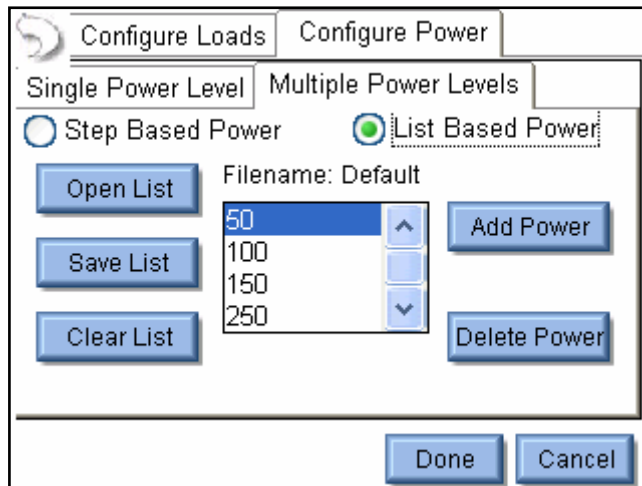 Configure Loads Configure Power
Single Power Level Multiple Power Levels
Step Based Power List Based Power
Open List Filename: Default
50
100
150
250
Add Power
Save List
Clear List
Delete Power
Done Cancel